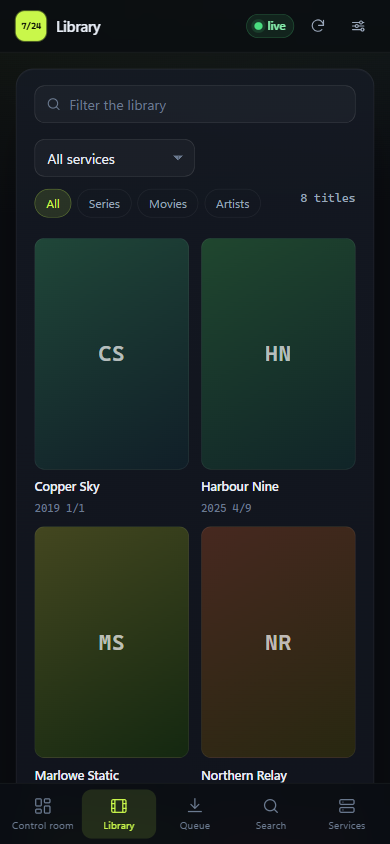 7/24 Library live
Filter the library
All services
All Series Movies Artists 8 titles
CS HN
Copper Sky Harbour Nine
2019 1/1 2025 4/9
MS NR
Marlowe Static Northern Relay
Control room Library Queue Search Services